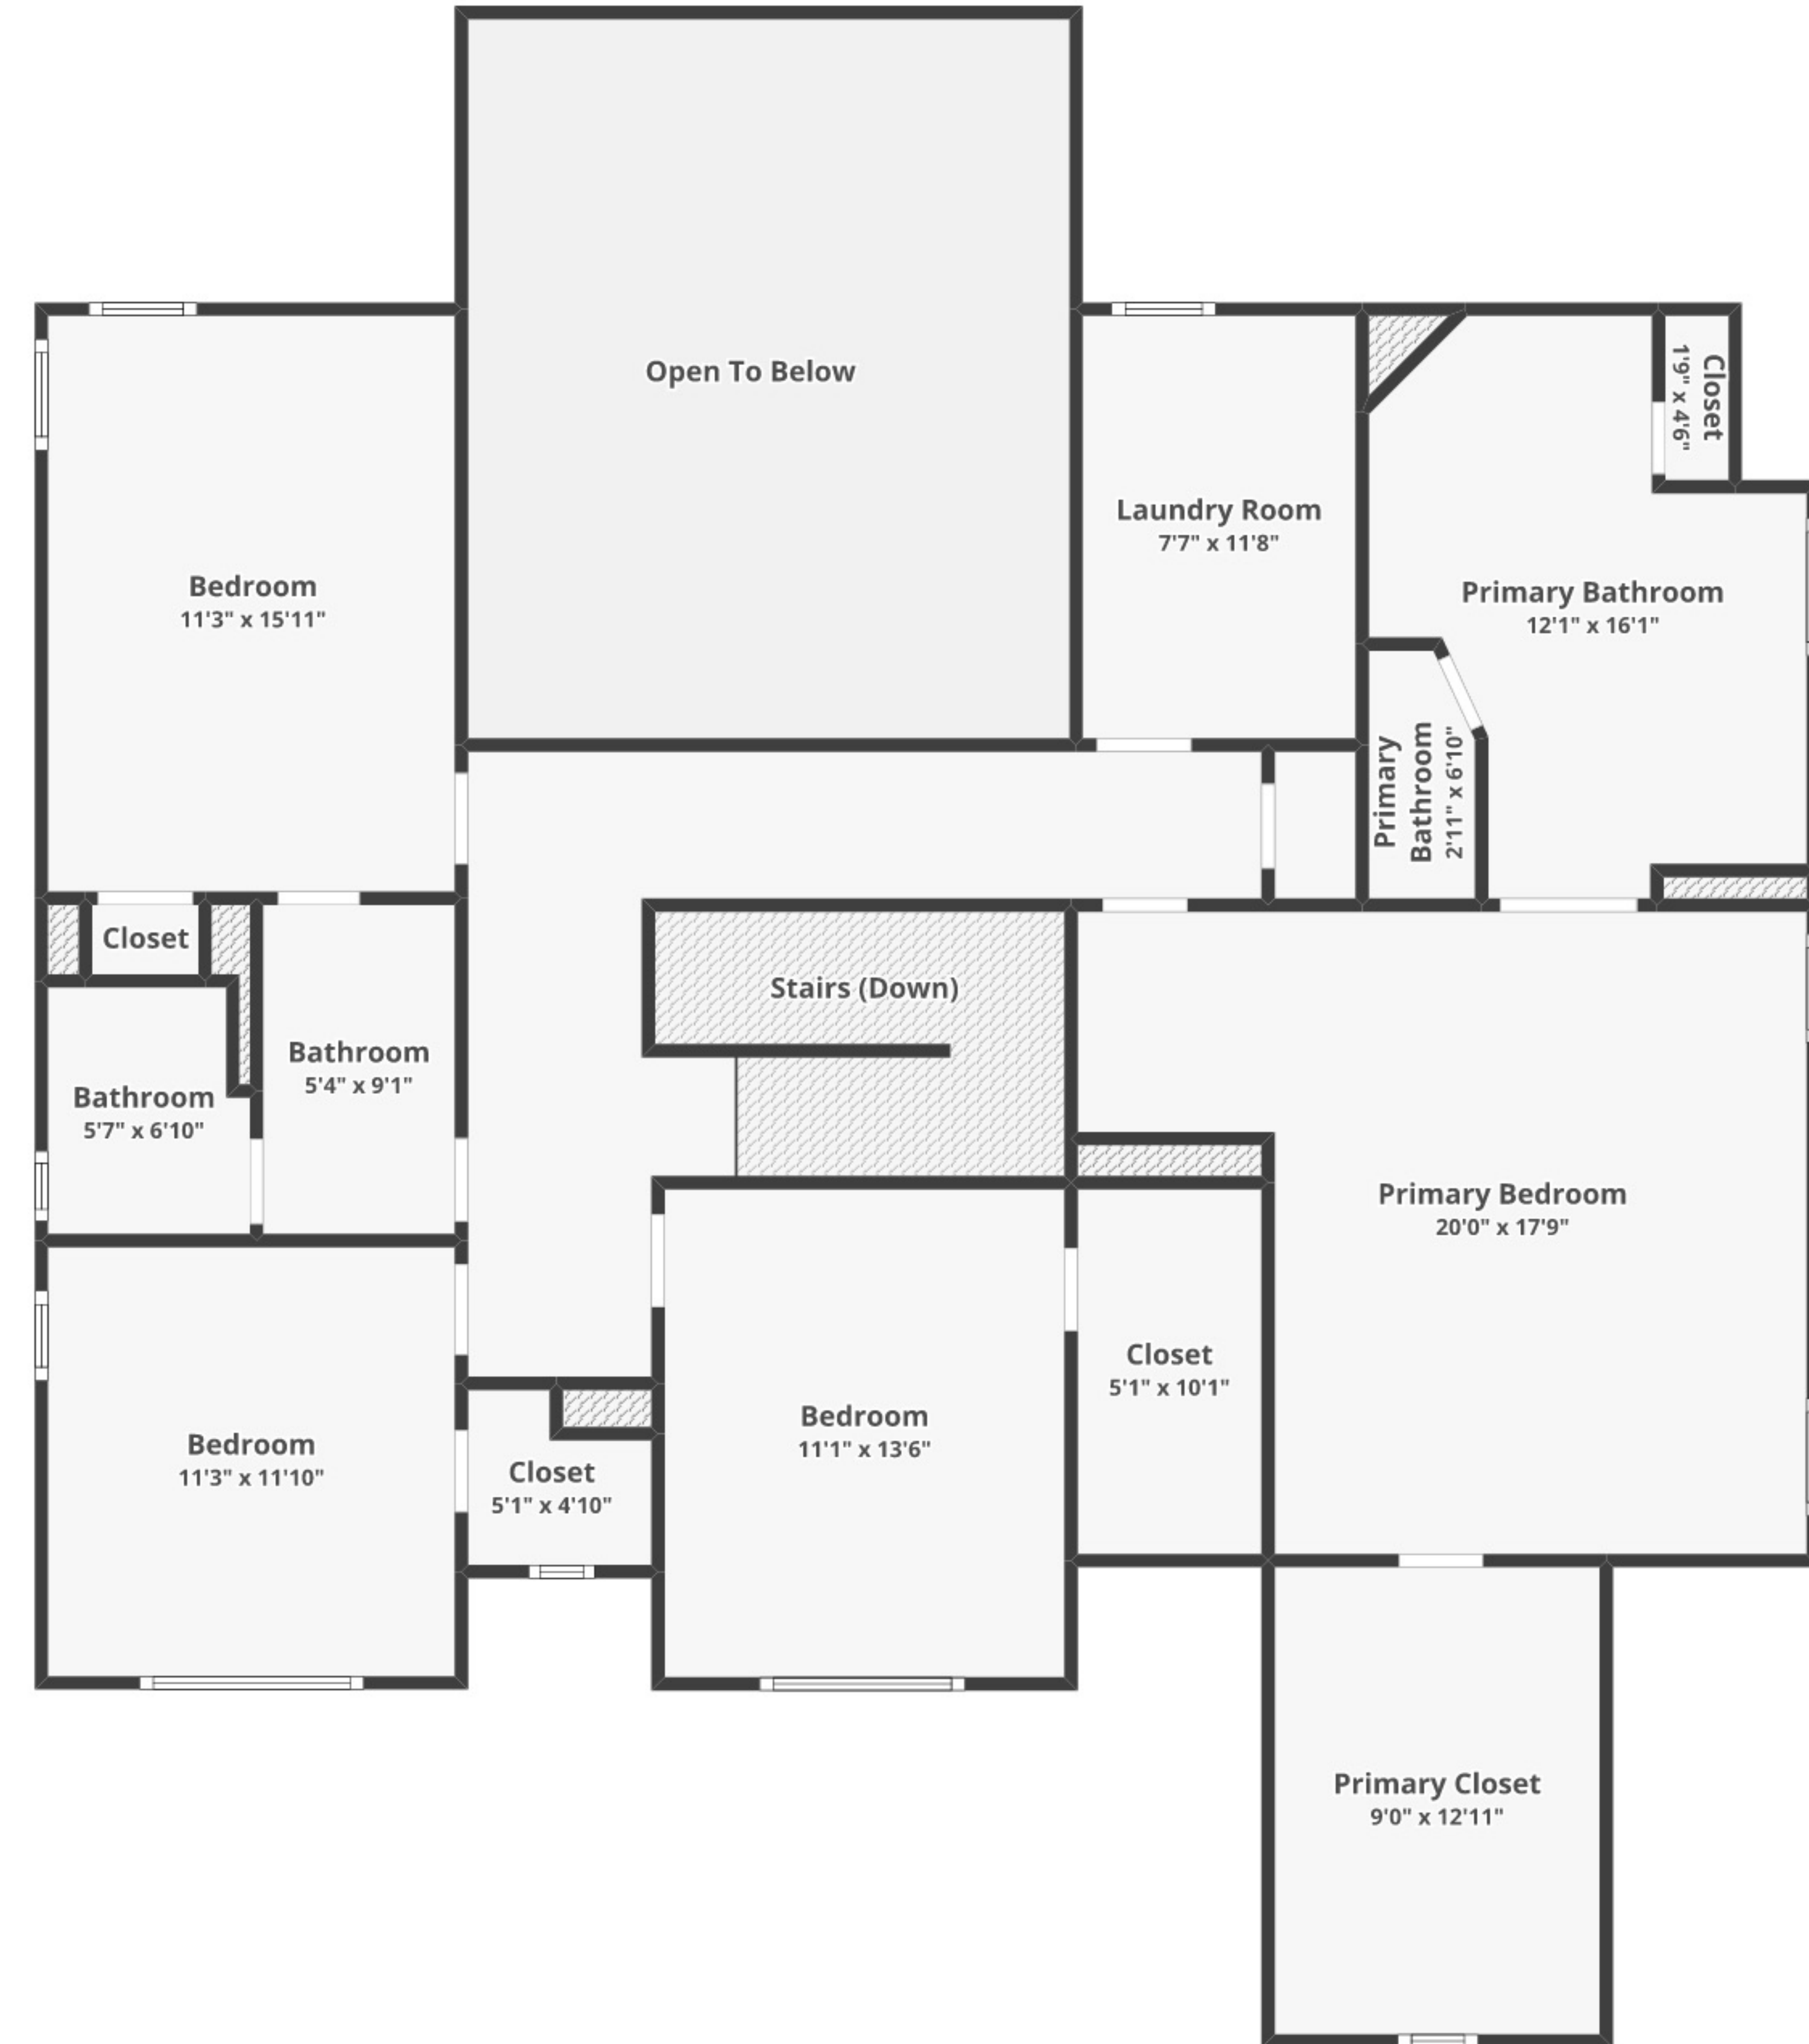 Open To Below
Closet
1'9" x 4'6"
Laundry Room
7'7" x 11'8"
Bedroom
11'3" x 15'11"
Primary Bathroom
12'1" x 16'1"
Primary
Bathroom
2'11" x 6'10"
Closet
Stairs (Down)
Bathroom
5'4" x 9'1"
Bathroom
5'7" x 6'10"
Primary Bedroom
20'0" x 17'9"
Closet
5'1" x 10'1"
Bedroom
11'1" x 13'6"
Bedroom
11'3" x 11'10"
Closet
5'1" x 4'10"
Primary Closet
9'0" x 12'11"